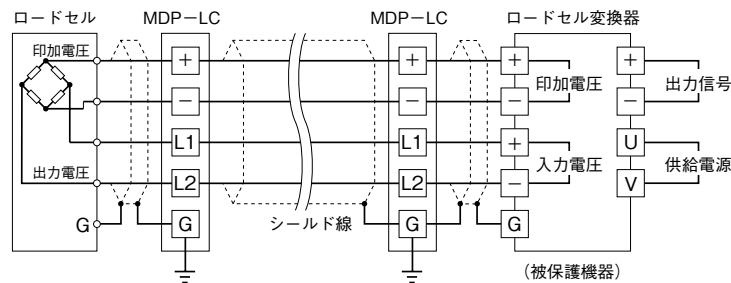 ロードセル
MDP−LC
MDP−LC
ロードセル変換器
印加電圧
+
+
+
+
印加電圧
出力信号
−
−
−
−
L1
L1
+
U
入力電圧
供給電源
出力電圧
L2
L2
−
V
G
G
シールド線
G
G
(被保護機器)